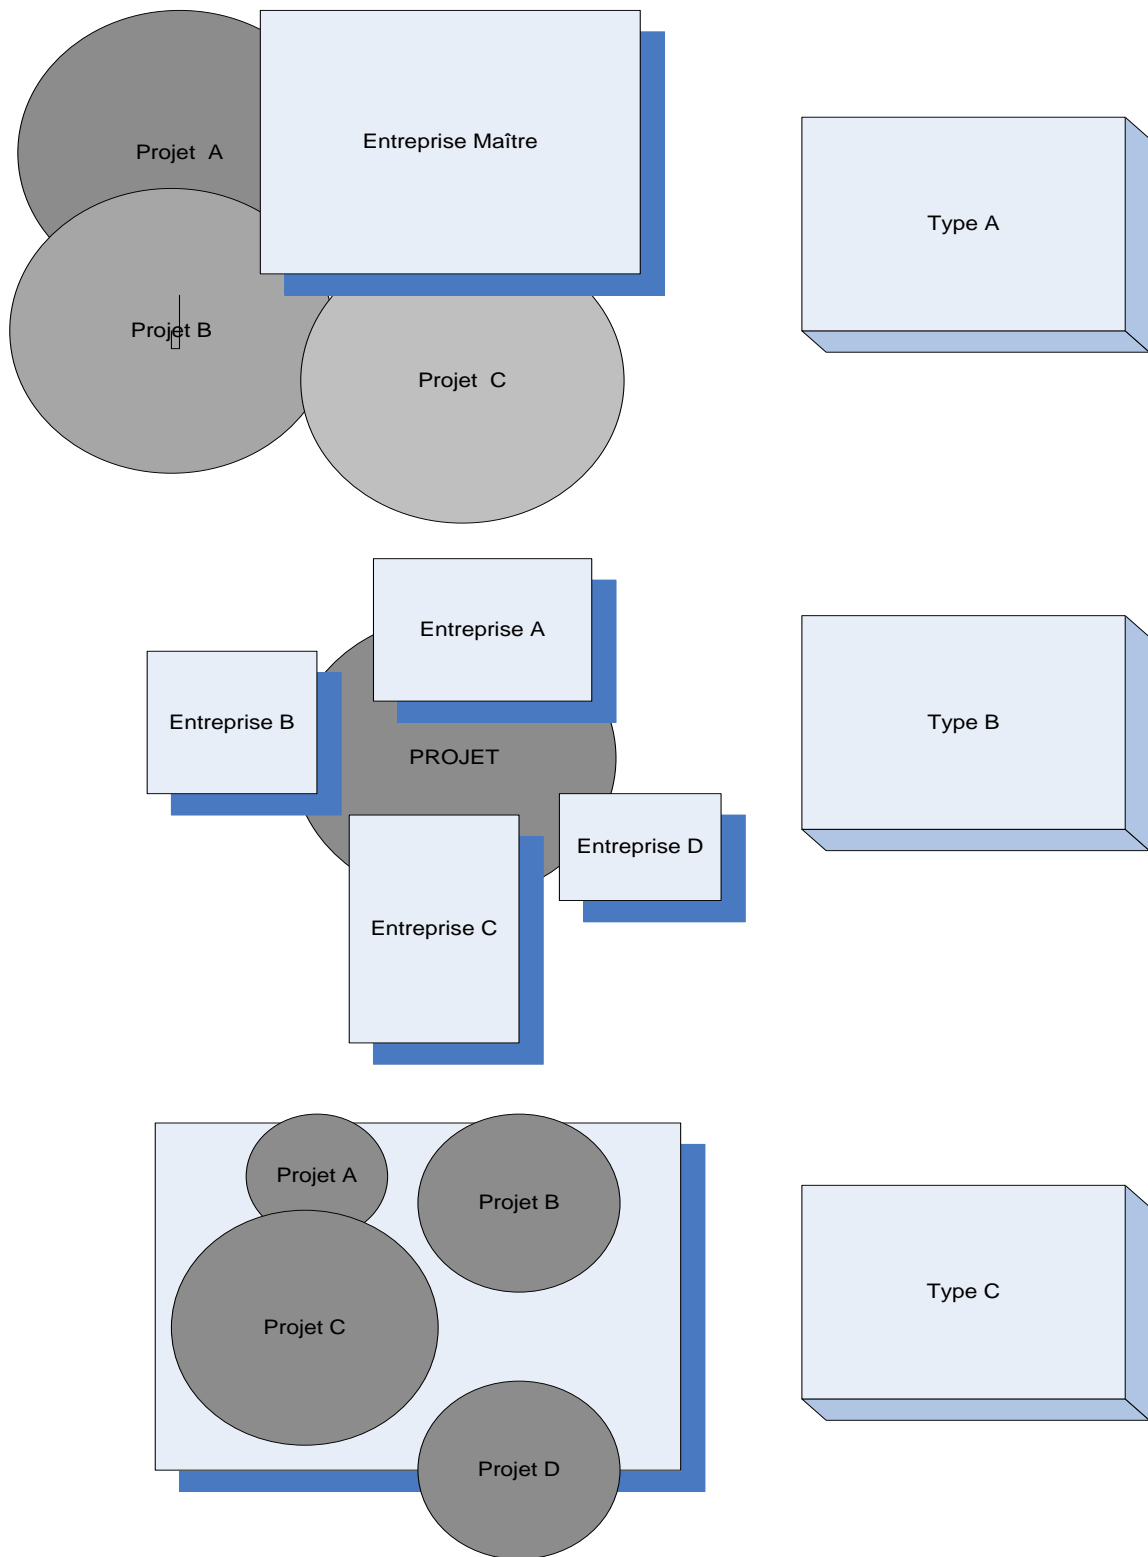 Entreprise Maître
Projet A
Type A
Projet B
Projet C
Entreprise A
Entreprise B
Type B
PROJET
Entreprise D
Entreprise C
Projet A
Projet B
Type C
Projet C
Projet D